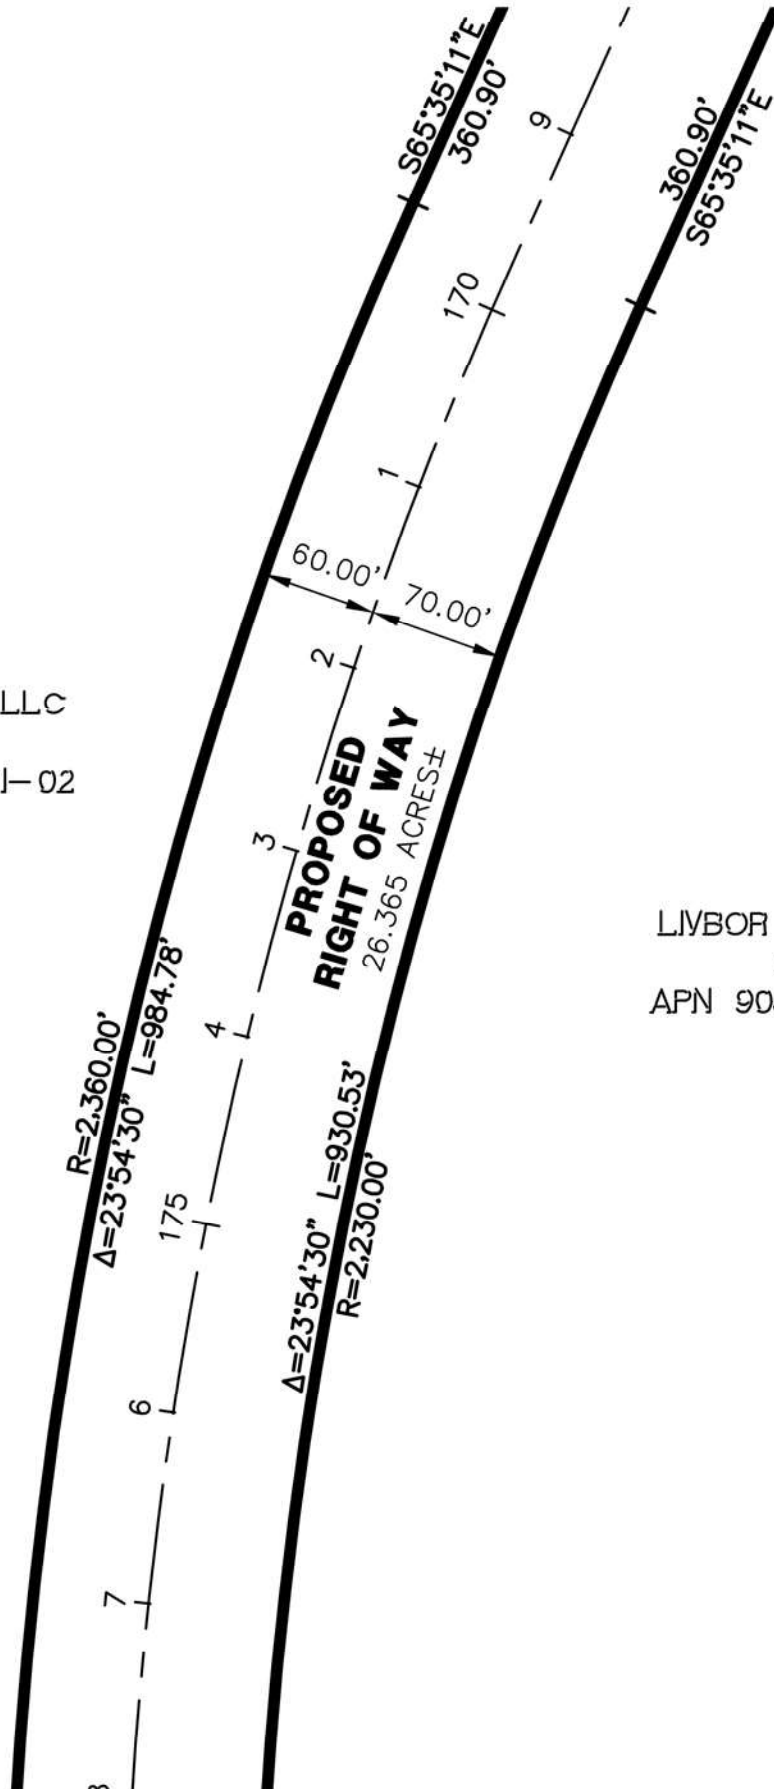 S65°35'11"E
360.90'
360.90'
S65°35'11"E
9
170
1
60.00'
70.00'
2
LLC
PROPOSED
RIGHT OF WAY
26.365 ACRES±
3
LIVBOR
APN 90
L=984.78'
R=2,360.00'
Δ=23°54'30"
4
L=930.53'
R=2,230.00'
Δ=23°54'30"
175
6
7